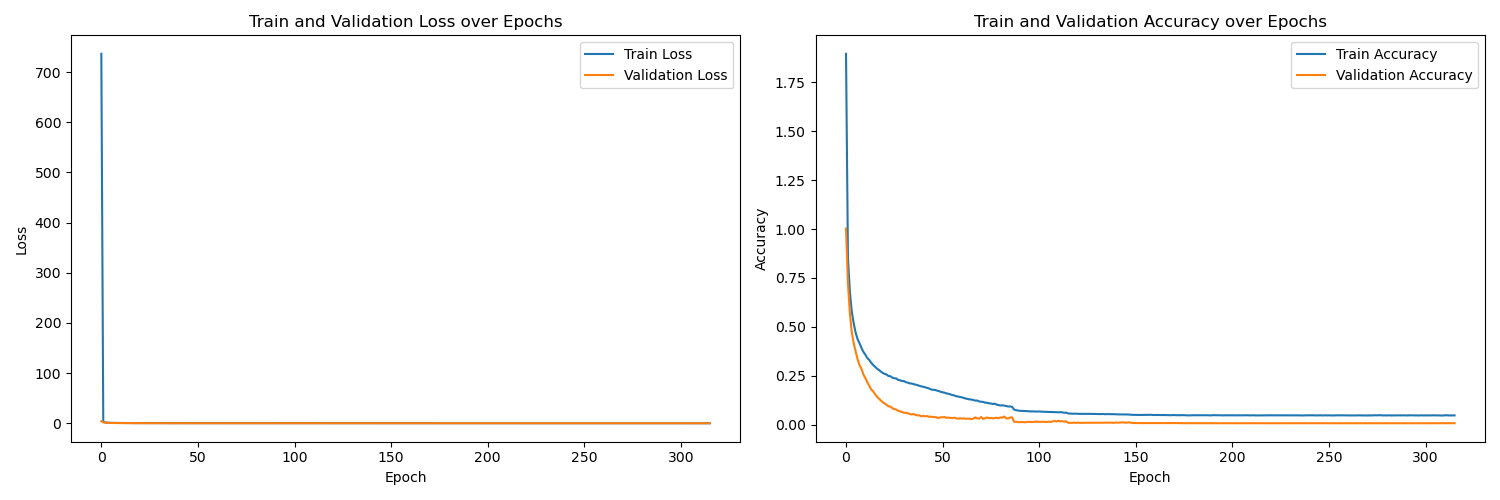 Train and Validation Loss over Epochs
Train Loss
Validation Loss
700
600
500
400
300
200
100
0
Loss
0 50 100 150 200 250 300
Epoch
Train and Validation Accuracy over Epochs
Train Accuracy
Validation Accuracy
1.75
1.50
1.25
1.00
0.75
0.50
0.25
0.00
Accuracy
0 50 100 150 200 250 300
Epoch